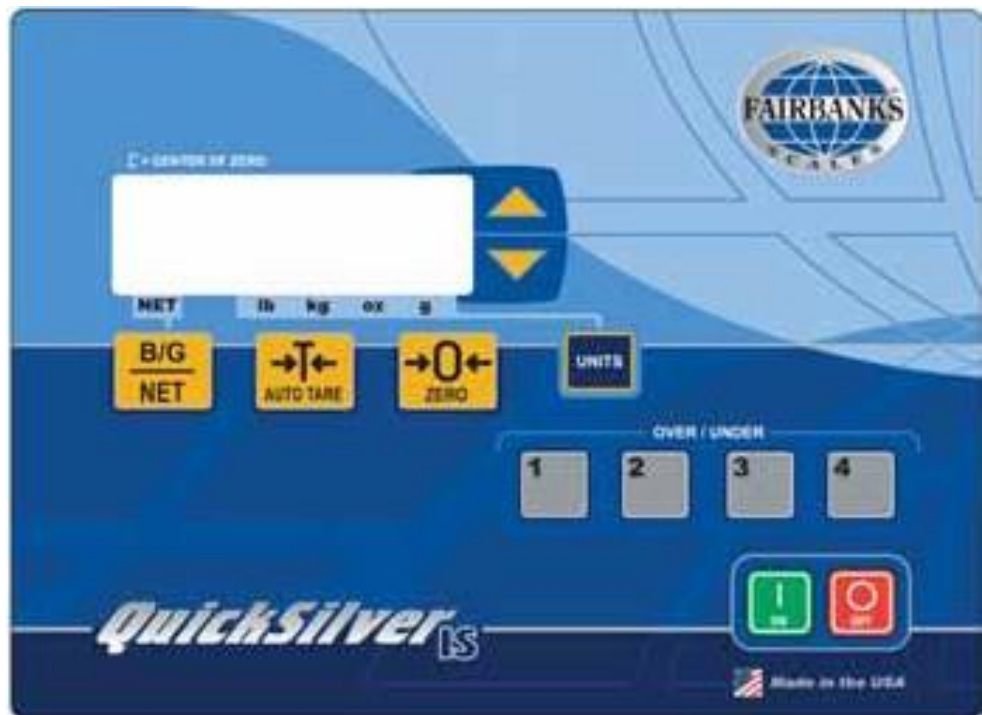 FAIRBANKS
SCALES
= CENTER OF ZERO
NET lb kg oz g
B/G
NET
→T←
AUTO TARE
→0←
ZERO
UNITS
OVER / UNDER
1 2 3 4
ON OFF
QuickSilver IS
Made in the USA